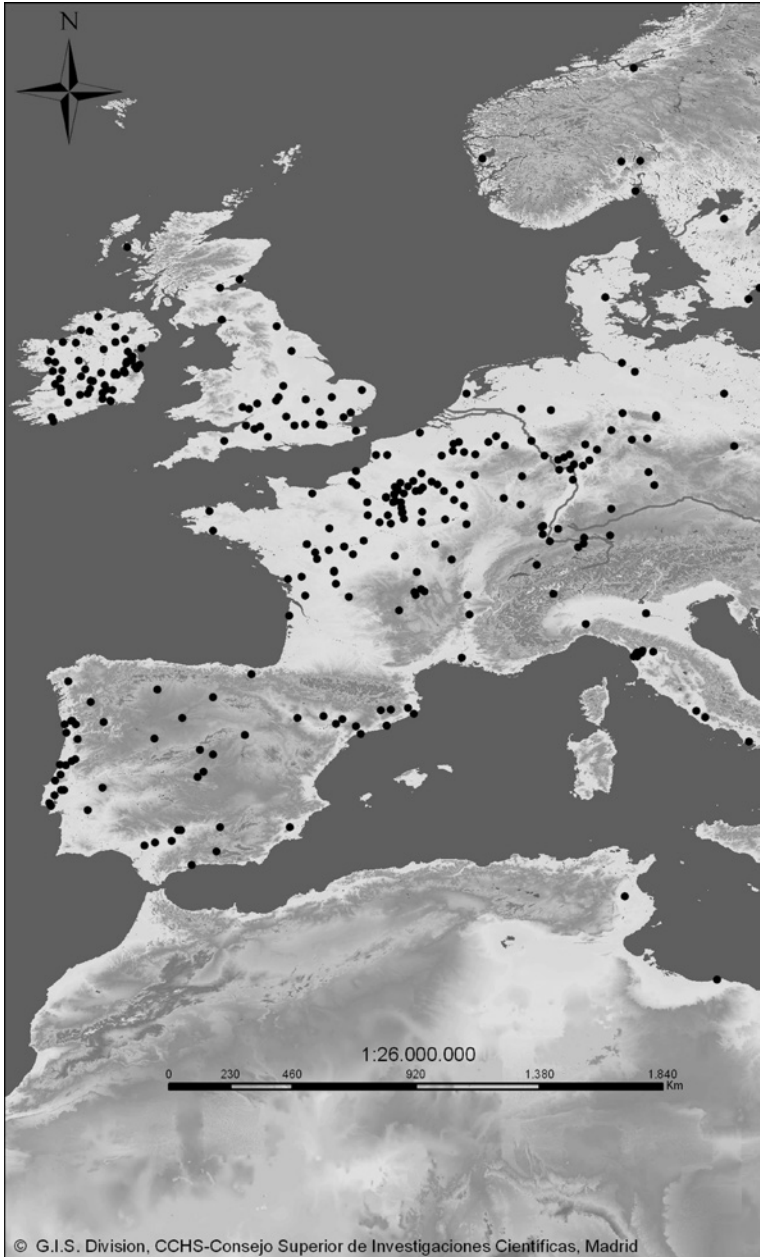 N
1:26.000.000
0 230 460 920 1.380 1.840
Km
© G.I.S. Division, CCHS-Consejo Superior de Investigaciones Científicas, Madrid